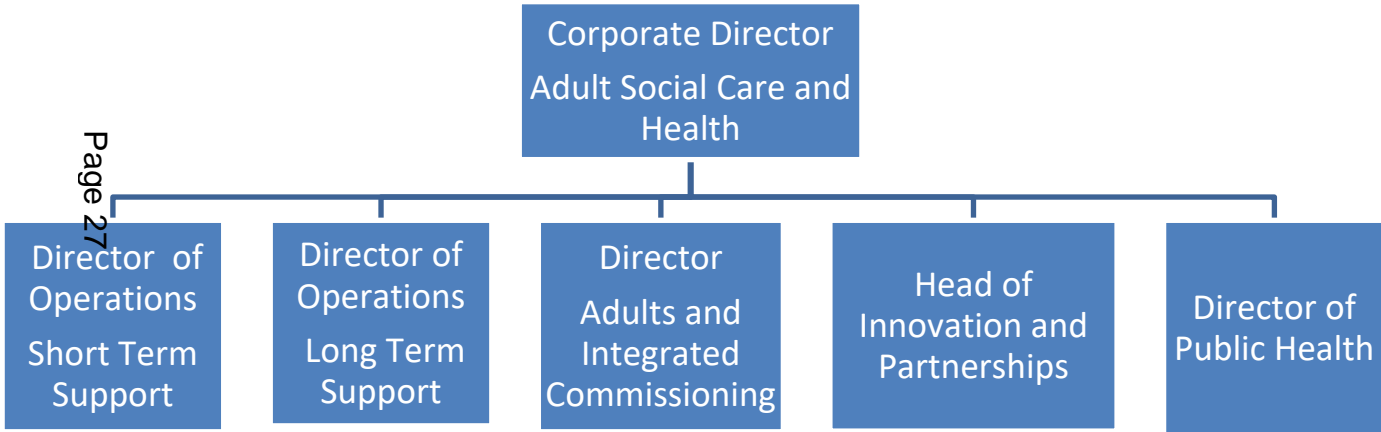 Corporate Director
Adult Social Care and
Health
Page 27
Director of
Operations
Short Term
Support
Director of
Operations
Long Term
Support
Director
Adults and
Integrated
Commissioning
Head of
Innovation and
Partnerships
Director of
Public Health